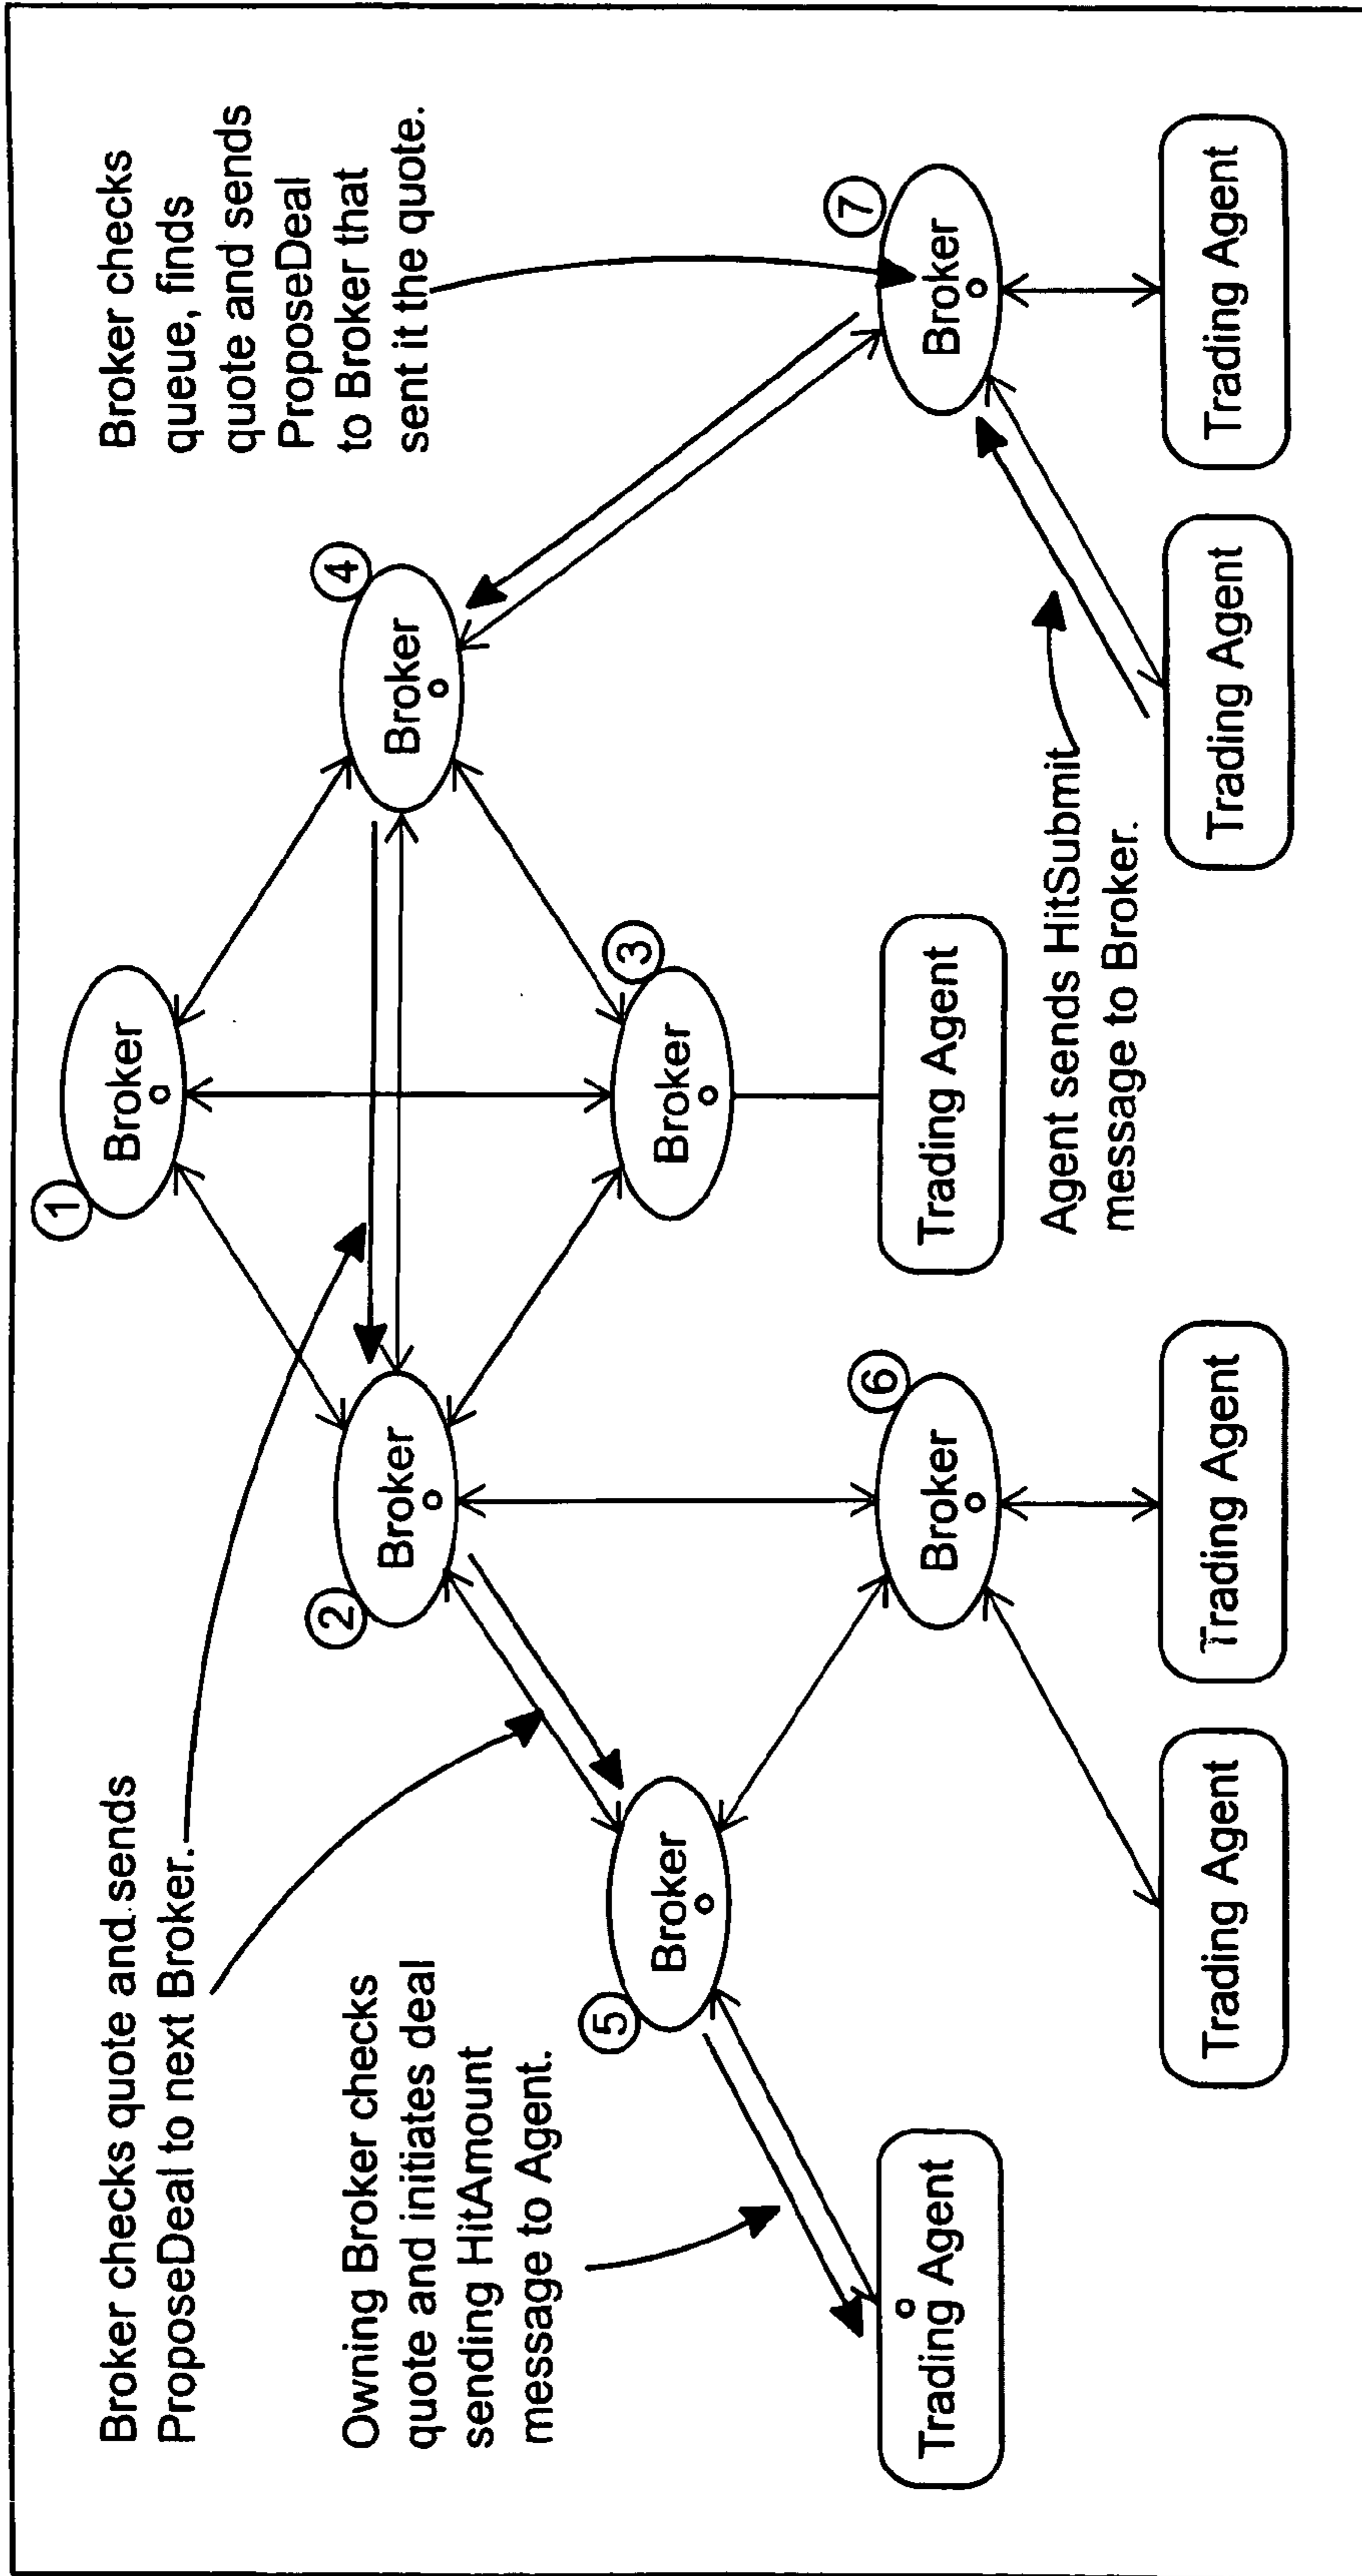 Broker checks quote and sends
ProposeDeal to next Broker.
Owning Broker checks
quote and initiates deal
sending HitAmount
message to Agent.
Broker checks
queue, finds
quote and sends
ProposeDeal
to Broker that
sent it the quote.
1
Broker
2
Broker
4
Broker
3
Broker
5
Broker
6
Broker
7
Broker
Trading Agent
Trading Agent
Agent sends HitSubmit
message to Broker.
Trading Agent
Trading Agent
Trading Agent
Trading Agent